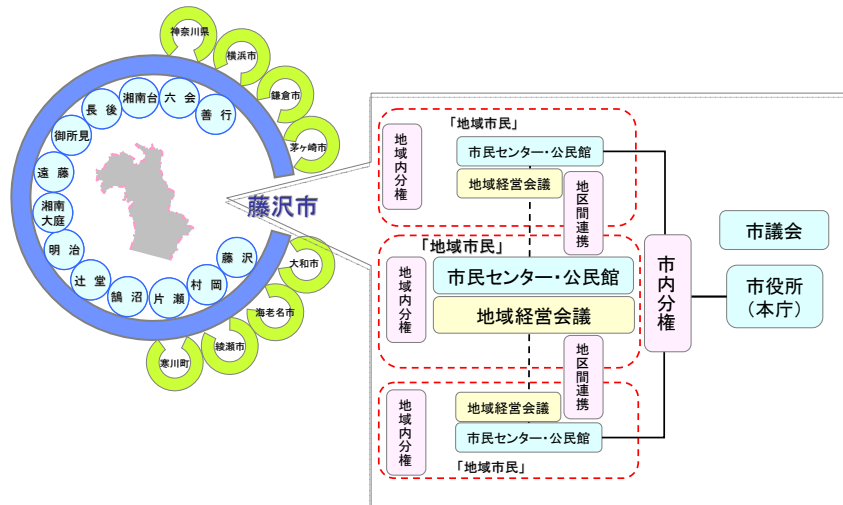 神奈川県
横浜市
鎌倉市
茅ヶ崎市
善行
六会
湘南台
長後
御所見
遠藤
湘南
大庭
明治
辻堂
鵠沼
片瀬
村岡
藤沢
藤沢市
大和市
海老名市
綾瀬市
寒川町
「地域市民」
地域内分権
市民センター・公民館
地域経営会議
地区間連携
「地域市民」
地域内分権
市民センター・公民館
地域経営会議
地区間連携
地域内分権
地域経営会議
市民センター・公民館
「地域市民」
市内分権
市議会
市役所
（本庁）